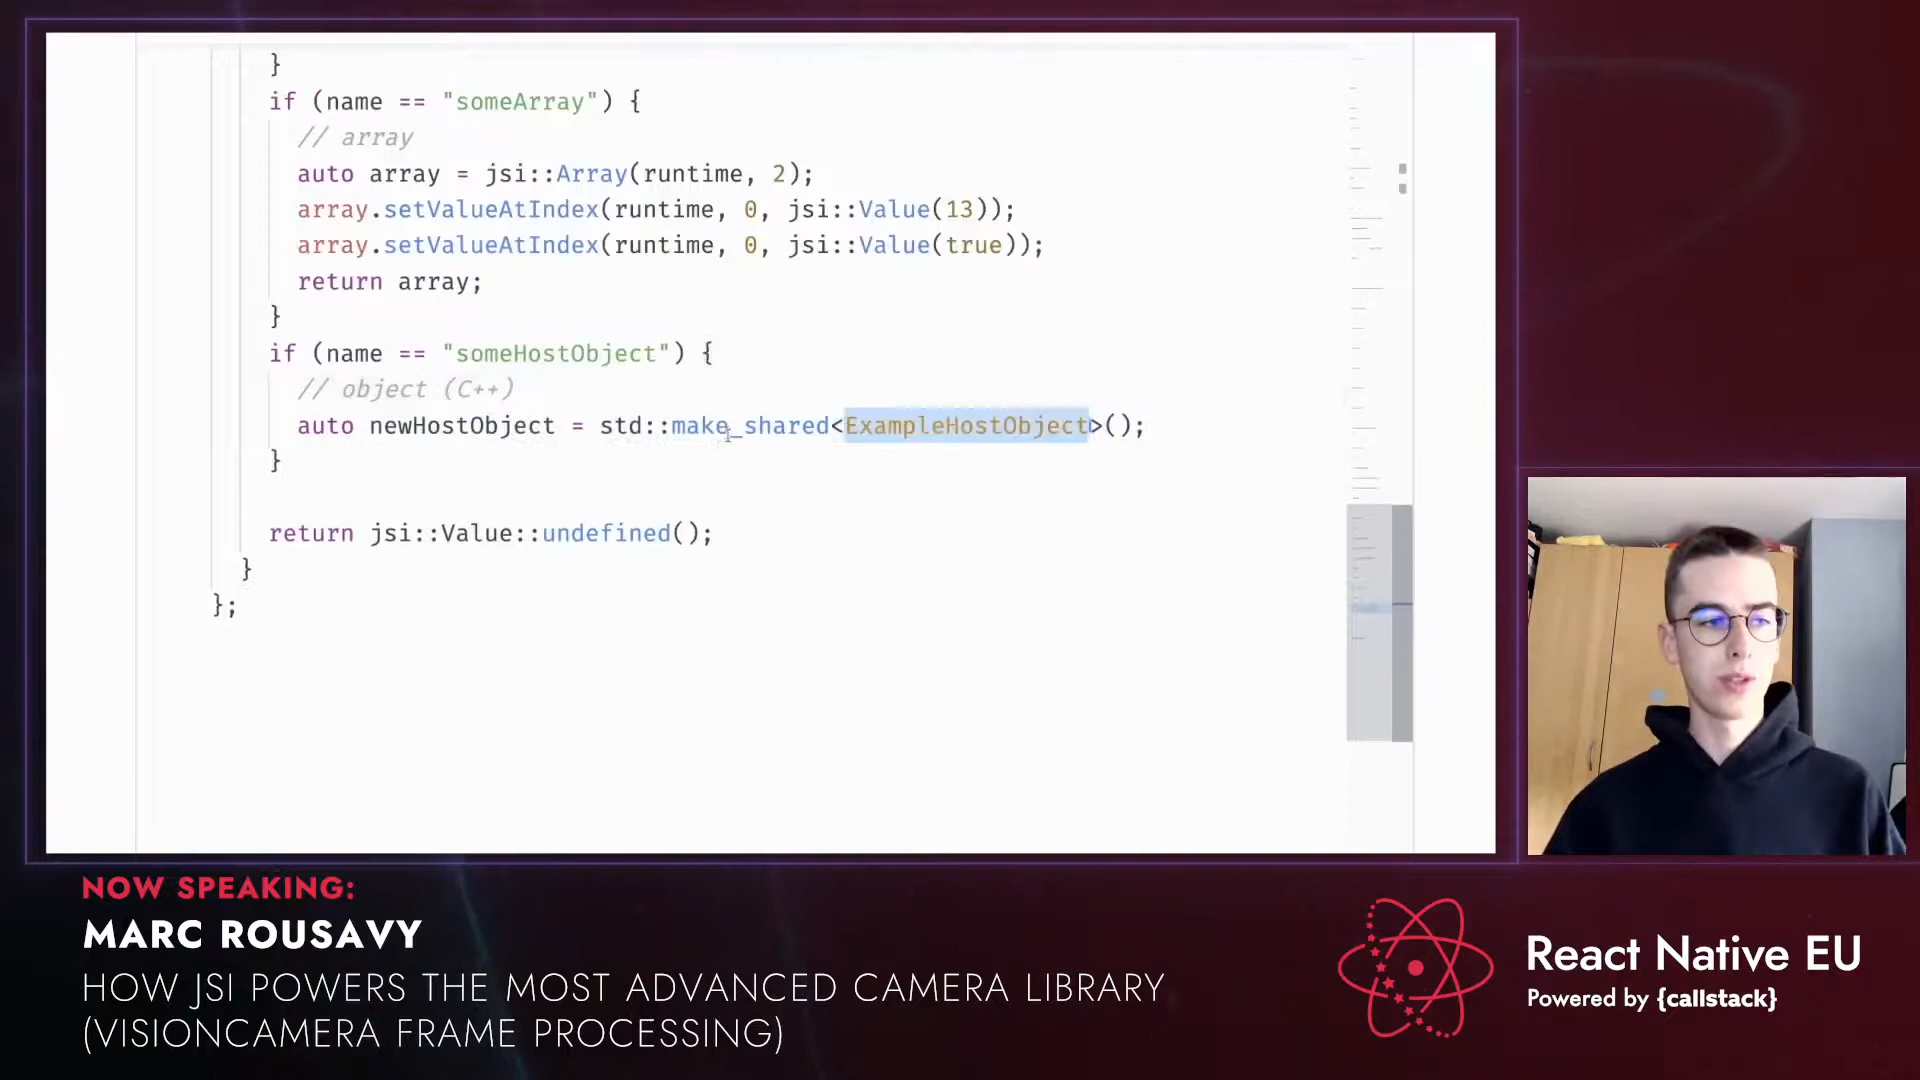 }
if (name == "someArray") {
// array
auto array = jsi::Array(runtime, 2);
array.setValueAtIndex(runtime, 0, jsi::Value(13));
array.setValueAtIndex(runtime, 0, jsi::Value(true));
return array;
}
if (name == "someHostObject") {
// object (C++)
auto newHostObject = std::make_shared<ExampleHostObject>();
}
return jsi::Value::undefined();
}
};
NOW SPEAKING:
MARC ROUSAVY
HOW JSI POWERS THE MOST ADVANCED CAMERA LIBRARY
(VISIONCAMERA FRAME PROCESSING)
React Native EU
Powered by {callstack}